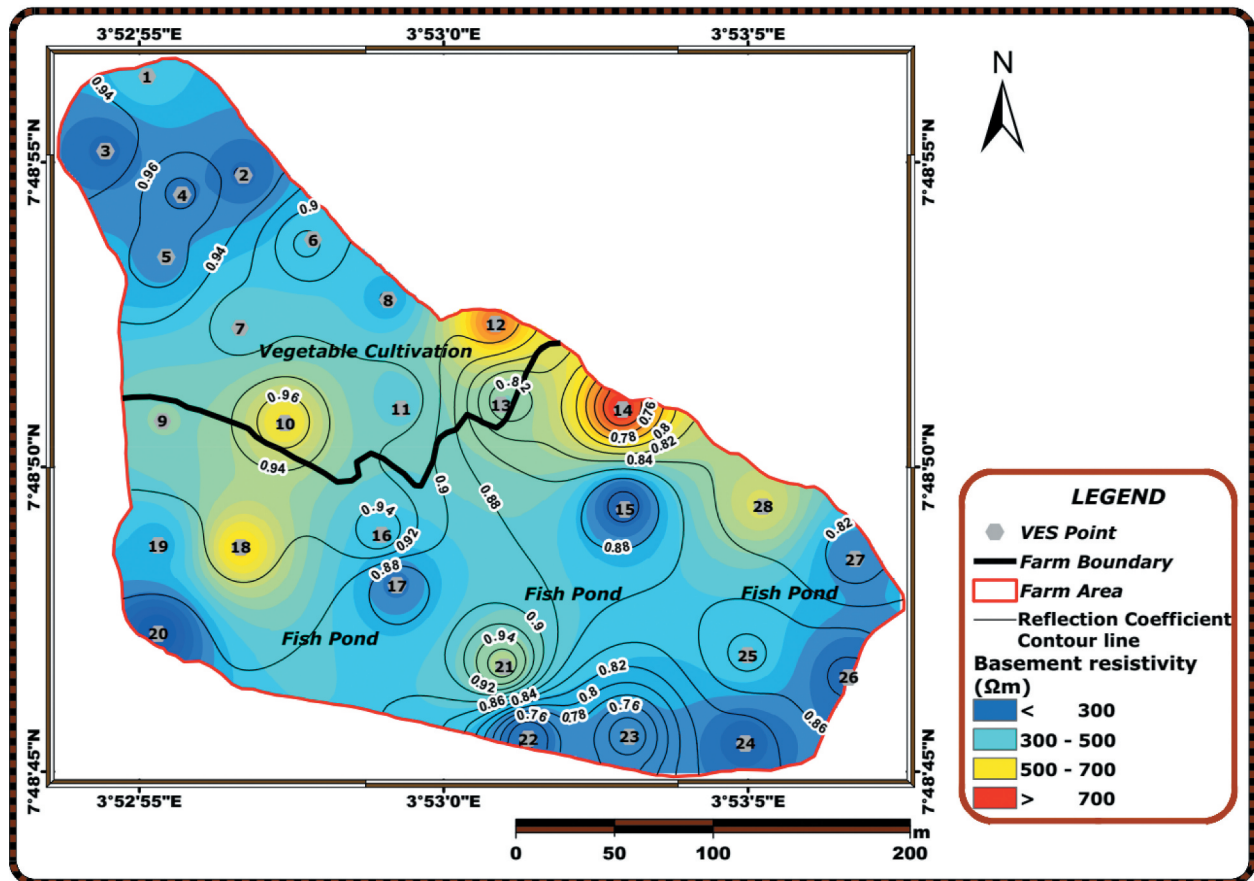 3°52'55"E 3°53'0"E 3°53'5"E
N
7°48'55"N 7°48'55"N
7°48'50"N 7°48'50"N
7°48'45"N 7°48'45"N
1
0.94
3
2
0.96
4
0.9
6
5
0.94
8
7
12
Vegetable Cultivation
0.82
0.96
13
14
0.76
11
9
10
0.78
0.8
0.82
0.94
0.84
0.9
0.88
15
28
0.94
16
0.92
0.82
19
18
0.88
0.88
27
17
Fish Pond
Fish Pond
20
Fish Pond
0.9
0.94
21
25
0.92
0.82
26
0.86
0.84
0.8
0.76
0.78
0.76
0.86
22
23
24
3°52'55"E 3°53'0"E 3°53'5"E
m
0 50 100 200
LEGEND
VES Point
Farm Boundary
Farm Area
Reflection Coefficient
Contour line
Basement resistivity
(Ωm)
< 300
300 - 500
500 - 700
> 700